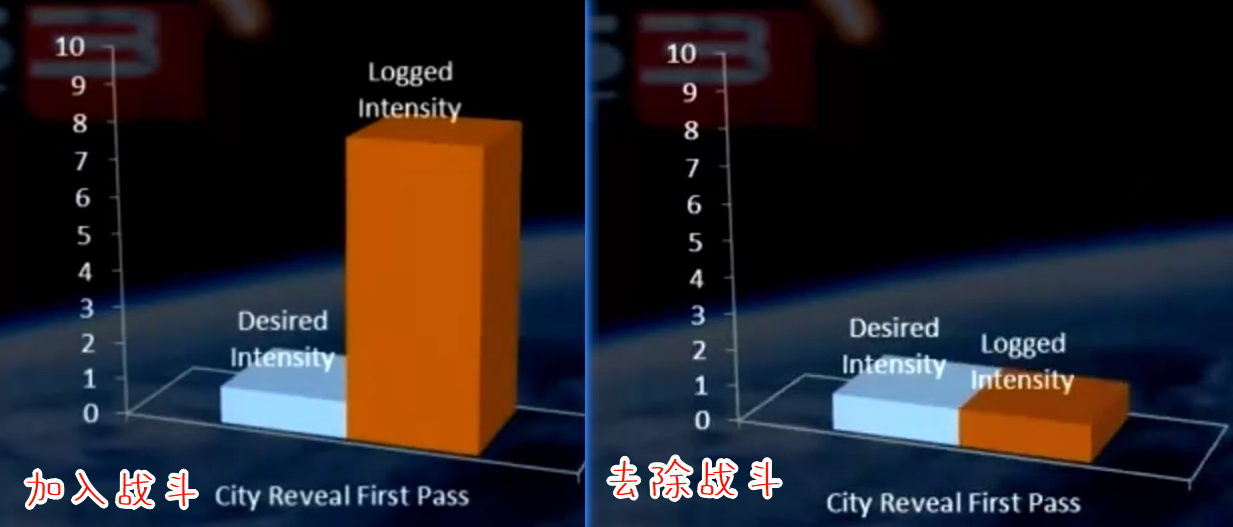 10
9
8
7
6
5
4
3
2
1
0
Logged
Intensity
Desired
Intensity
加入战斗
City Reveal First Pass
10
9
8
7
6
5
4
3
2
1
0
Desired
Intensity
Logged
Intensity
去除战斗
City Reveal First Pass